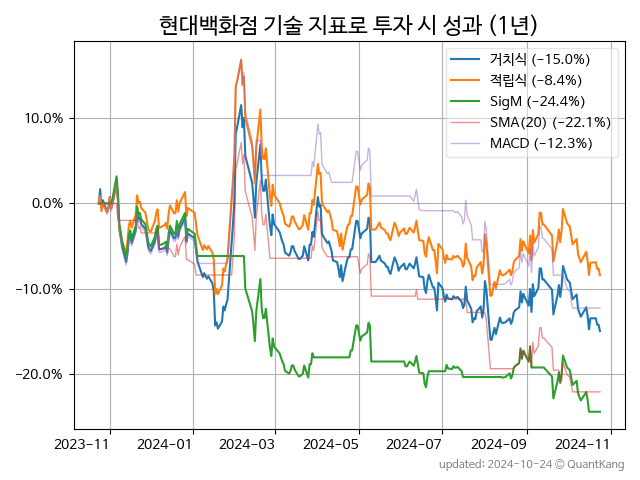 현대백화점 기술 지표로 투자 시 성과 (1년)
거치식 (−15.0%)
적립식 (−8.4%)
SigM (−24.4%)
SMA(20) (−22.1%)
MACD (−12.3%)
10.0%
0.0%
−10.0%
−20.0%
2023-11 2024-01 2024-03 2024-05 2024-07 2024-09 2024-11
updated: 2024-10-24 © QuantKang